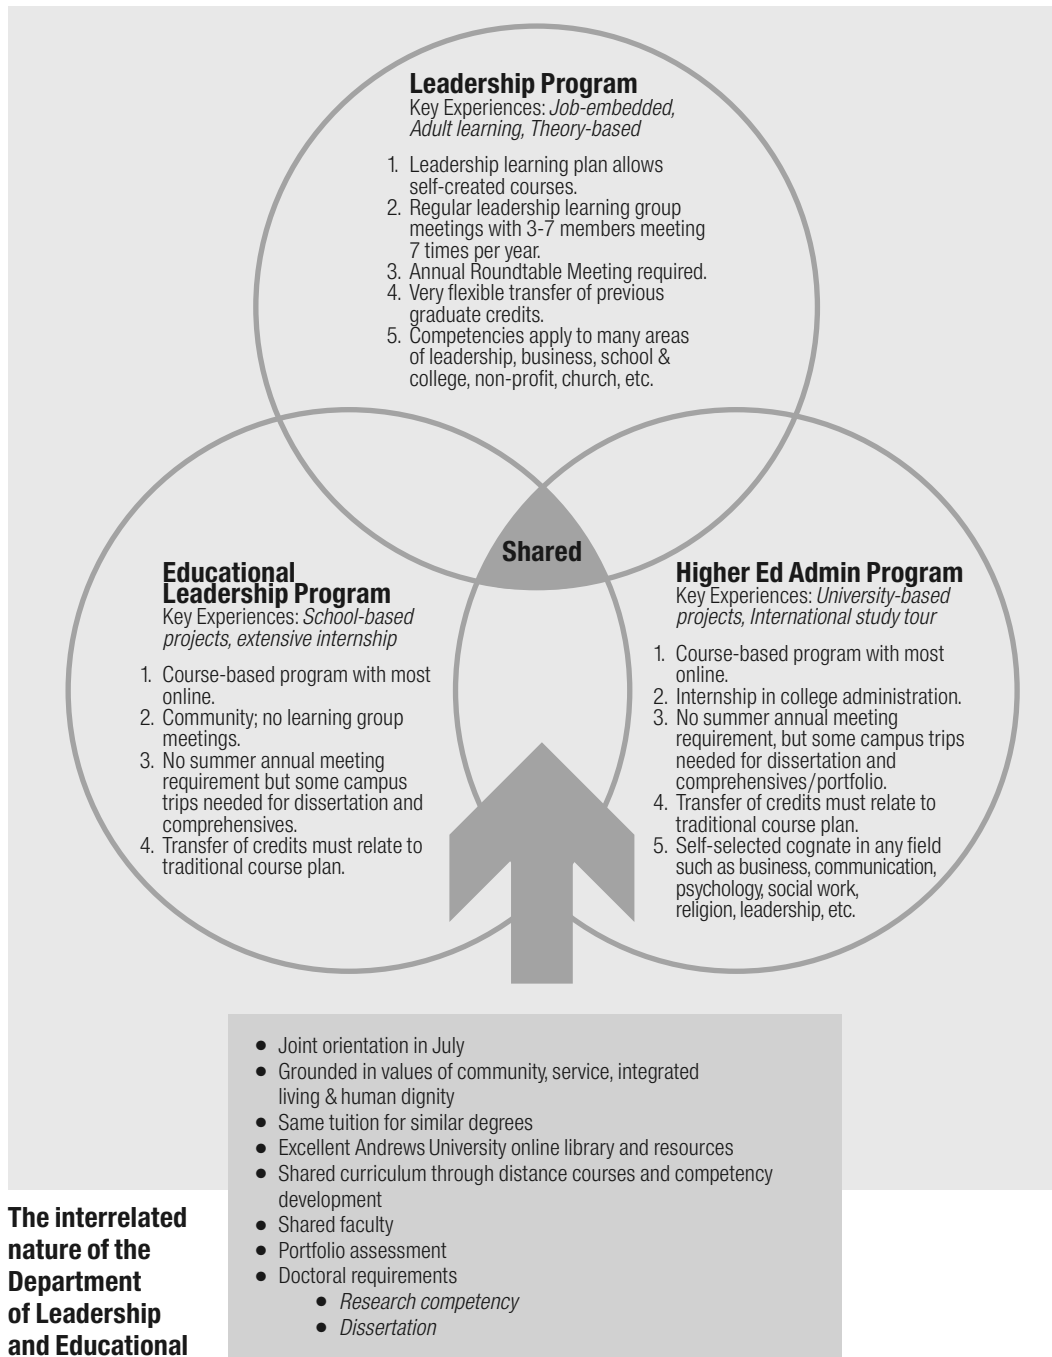 Leadership Program
Key Experiences: Job-embedded,
Adult learning, Theory-based
1. Leadership learning plan allows
self-created courses.
2. Regular leadership learning group
meetings with 3-7 members meeting
7 times per year.
3. Annual Roundtable Meeting required.
4. Very flexible transfer of previous
graduate credits.
5. Competencies apply to many areas
of leadership, business, school &
college, non-profit, church, etc.
Shared
Educational
Leadership Program
Key Experiences: School-based
projects, extensive internship
1. Course-based program with most
online.
2. Community; no learning group
meetings.
3. No summer annual meeting
requirement but some campus
trips needed for dissertation and
comprehensives.
4. Transfer of credits must relate to
traditional course plan.
Higher Ed Admin Program
Key Experiences: University-based
projects, International study tour
1. Course-based program with most
online.
2. Internship in college administration.
3. No summer annual meeting
requirement, but some campus trips
needed for dissertation and
comprehensives/portfolio.
4. Transfer of credits must relate to
traditional course plan.
5. Self-selected cognate in any field
such as business, communication,
psychology, social work,
religion, leadership, etc.
• Joint orientation in July
• Grounded in values of community, service, integrated
living & human dignity
• Same tuition for similar degrees
• Excellent Andrews University online library and resources
• Shared curriculum through distance courses and competency
development
• Shared faculty
• Portfolio assessment
• Doctoral requirements
• Research competency
• Dissertation
The interrelated
nature of the
Department
of Leadership
and Educational